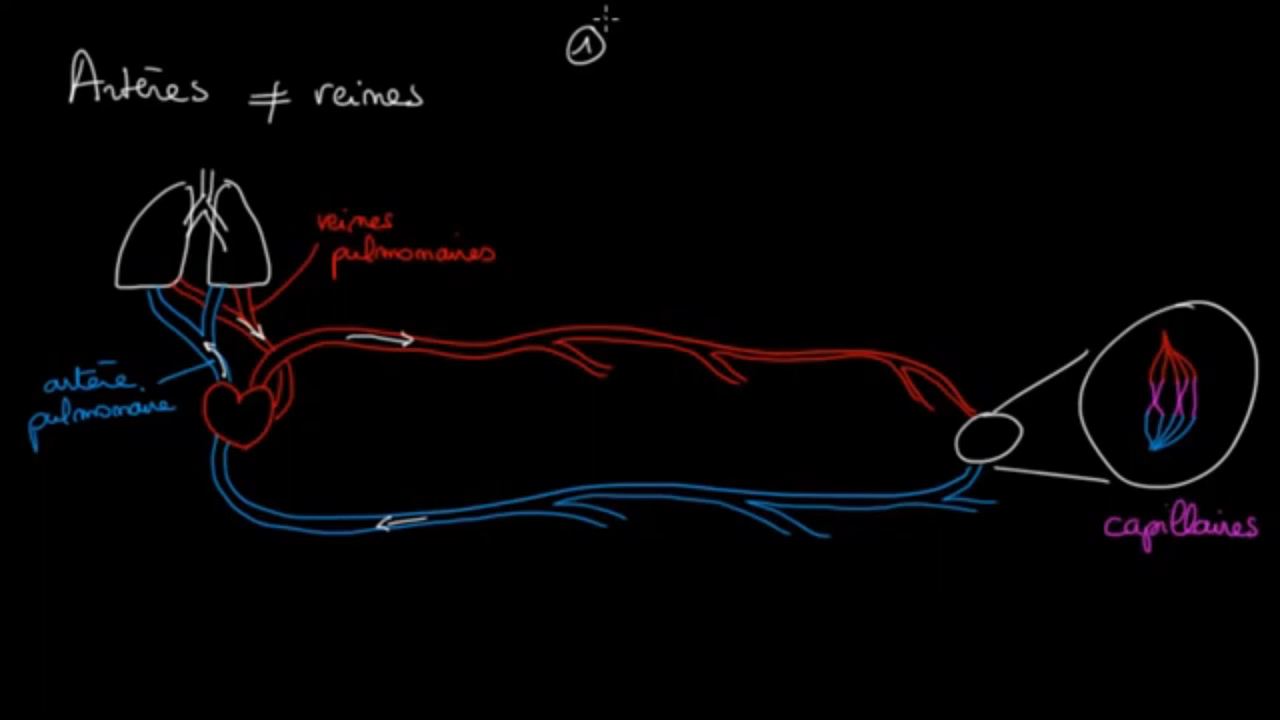 ①
Artères ≠ veines
veines
pulmonaires
artère
pulmonaire
capillaires